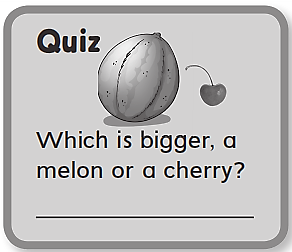 Quiz
Which is bigger, a
melon or a cherry?